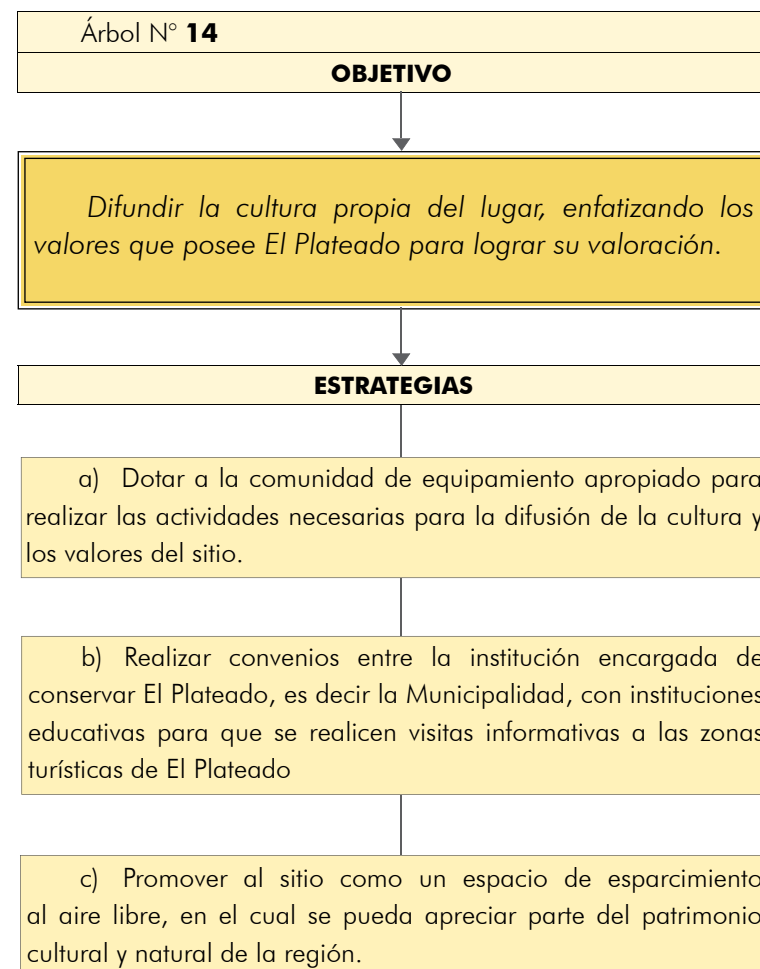 Árbol N° 14
OBJETIVO
Difundir la cultura propia del lugar, enfatizando los
valores que posee El Plateado para lograr su valoración.
ESTRATEGIAS
a) Dotar a la comunidad de equipamiento apropiado para
realizar las actividades necesarias para la difusión de la cultura y
los valores del sitio.
b) Realizar convenios entre la institución encargada de
conservar El Plateado, es decir la Municipalidad, con instituciones
educativas para que se realicen visitas informativas a las zonas
turísticas de El Plateado
c) Promover al sitio como un espacio de esparcimiento
al aire libre, en el cual se pueda apreciar parte del patrimonio
cultural y natural de la región.